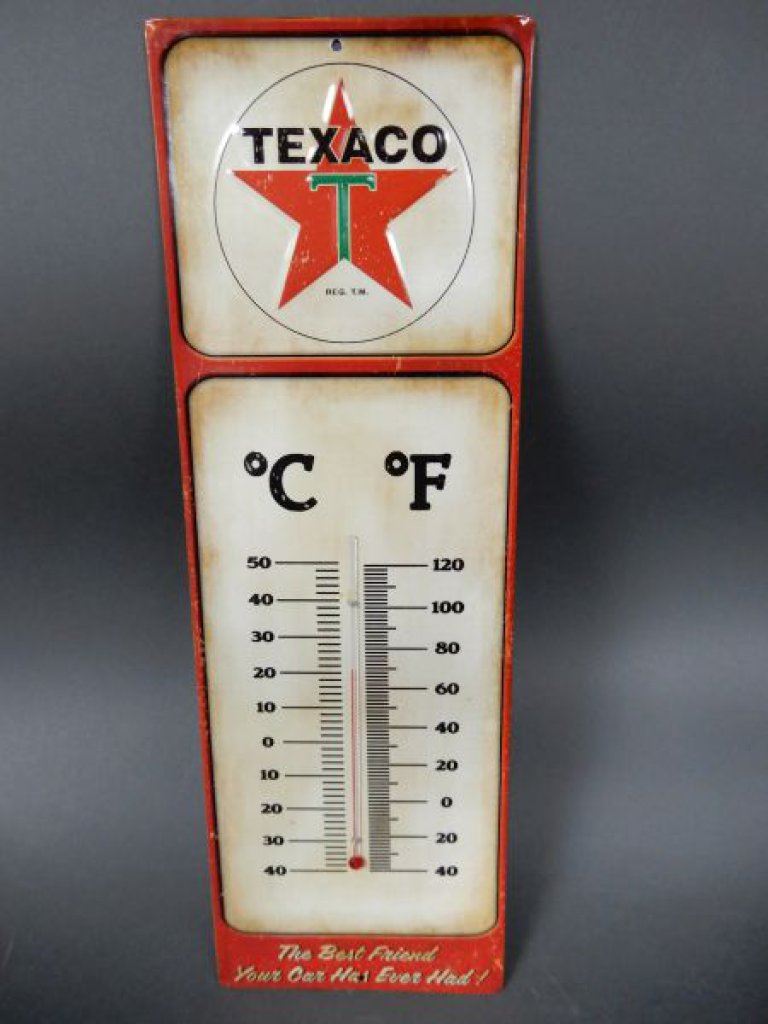 TEXACO
T
REG. T.M.
°C °F
50 120
40 100
30 80
20 60
10 40
0 20
10 0
20 20
30 40
40
The Best Friend
Your Car Has Ever Had!